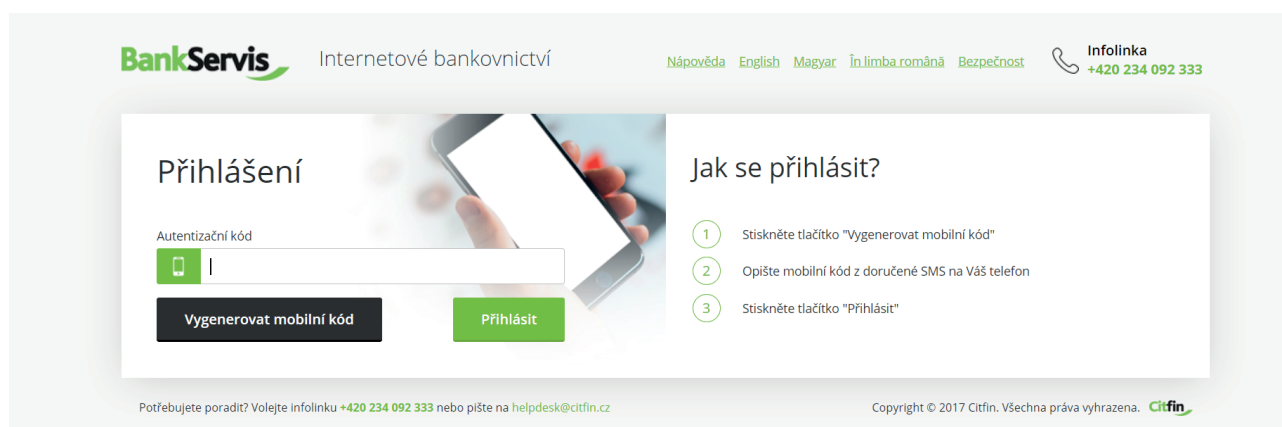 BankServis
Internetové bankovnictví
Nápověda English Magyar În limba română Bezpečnost
Infolinka
+420 234 092 333
Přihlášení
Autentizační kód
Vygenerovat mobilní kód
Přihlásit
Jak se přihlásit?
1 Stiskněte tlačítko "Vygenerovat mobilní kód"
2 Opište mobilní kód z doručené SMS na Váš telefon
3 Stiskněte tlačítko "Přihlásit"
Potřebujete poradit? Volejte infolinku +420 234 092 333 nebo pište na helpdesk@citfin.cz
Copyright © 2017 Citfin. Všechna práva vyhrazena. Citfin